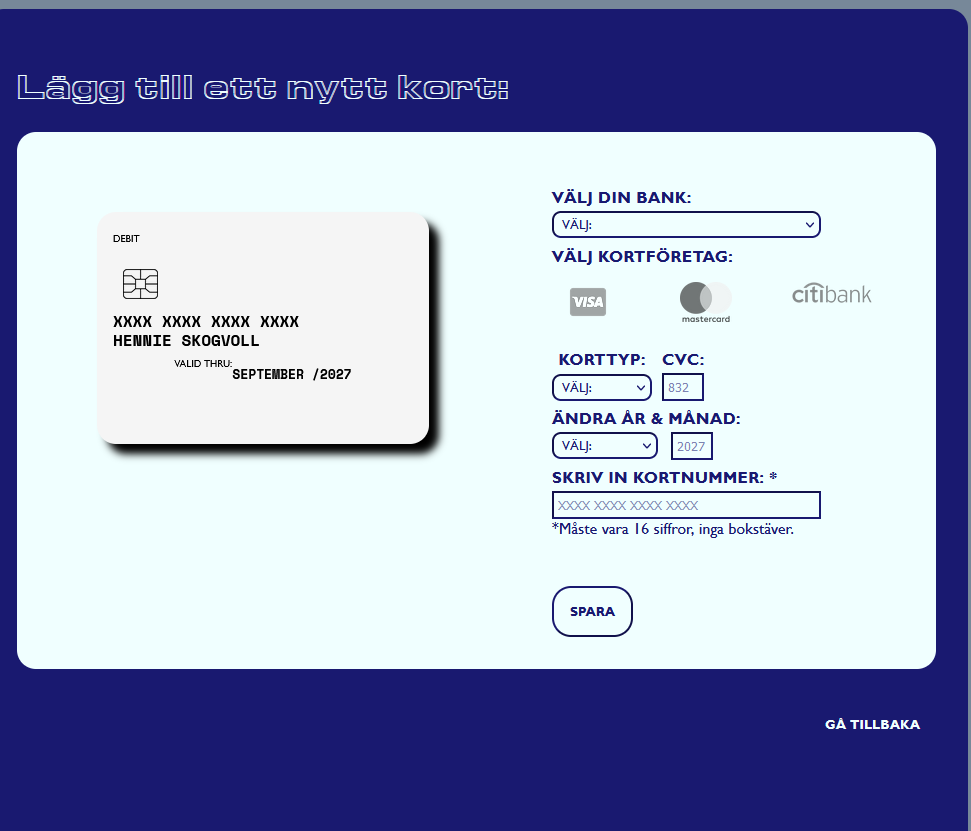 Lägg till ett nytt kort:
DEBIT
XXXX XXXX XXXX XXXX
HENNIE SKOGVOLL
VALID THRU:
SEPTEMBER /2027
VÄLJ DIN BANK:
VÄLJ:
VÄLJ KORTFÖRETAG:
VISA
mastercard
citibank
KORTTYP: CVC:
VÄLJ: 832
ÄNDRA ÅR & MÅNAD:
VÄLJ: 2027
SKRIV IN KORTNUMMER: *
XXXX XXXX XXXX XXXX
*Måste vara 16 siffror, inga bokstäver.
SPARA
GÅ TILLBAKA